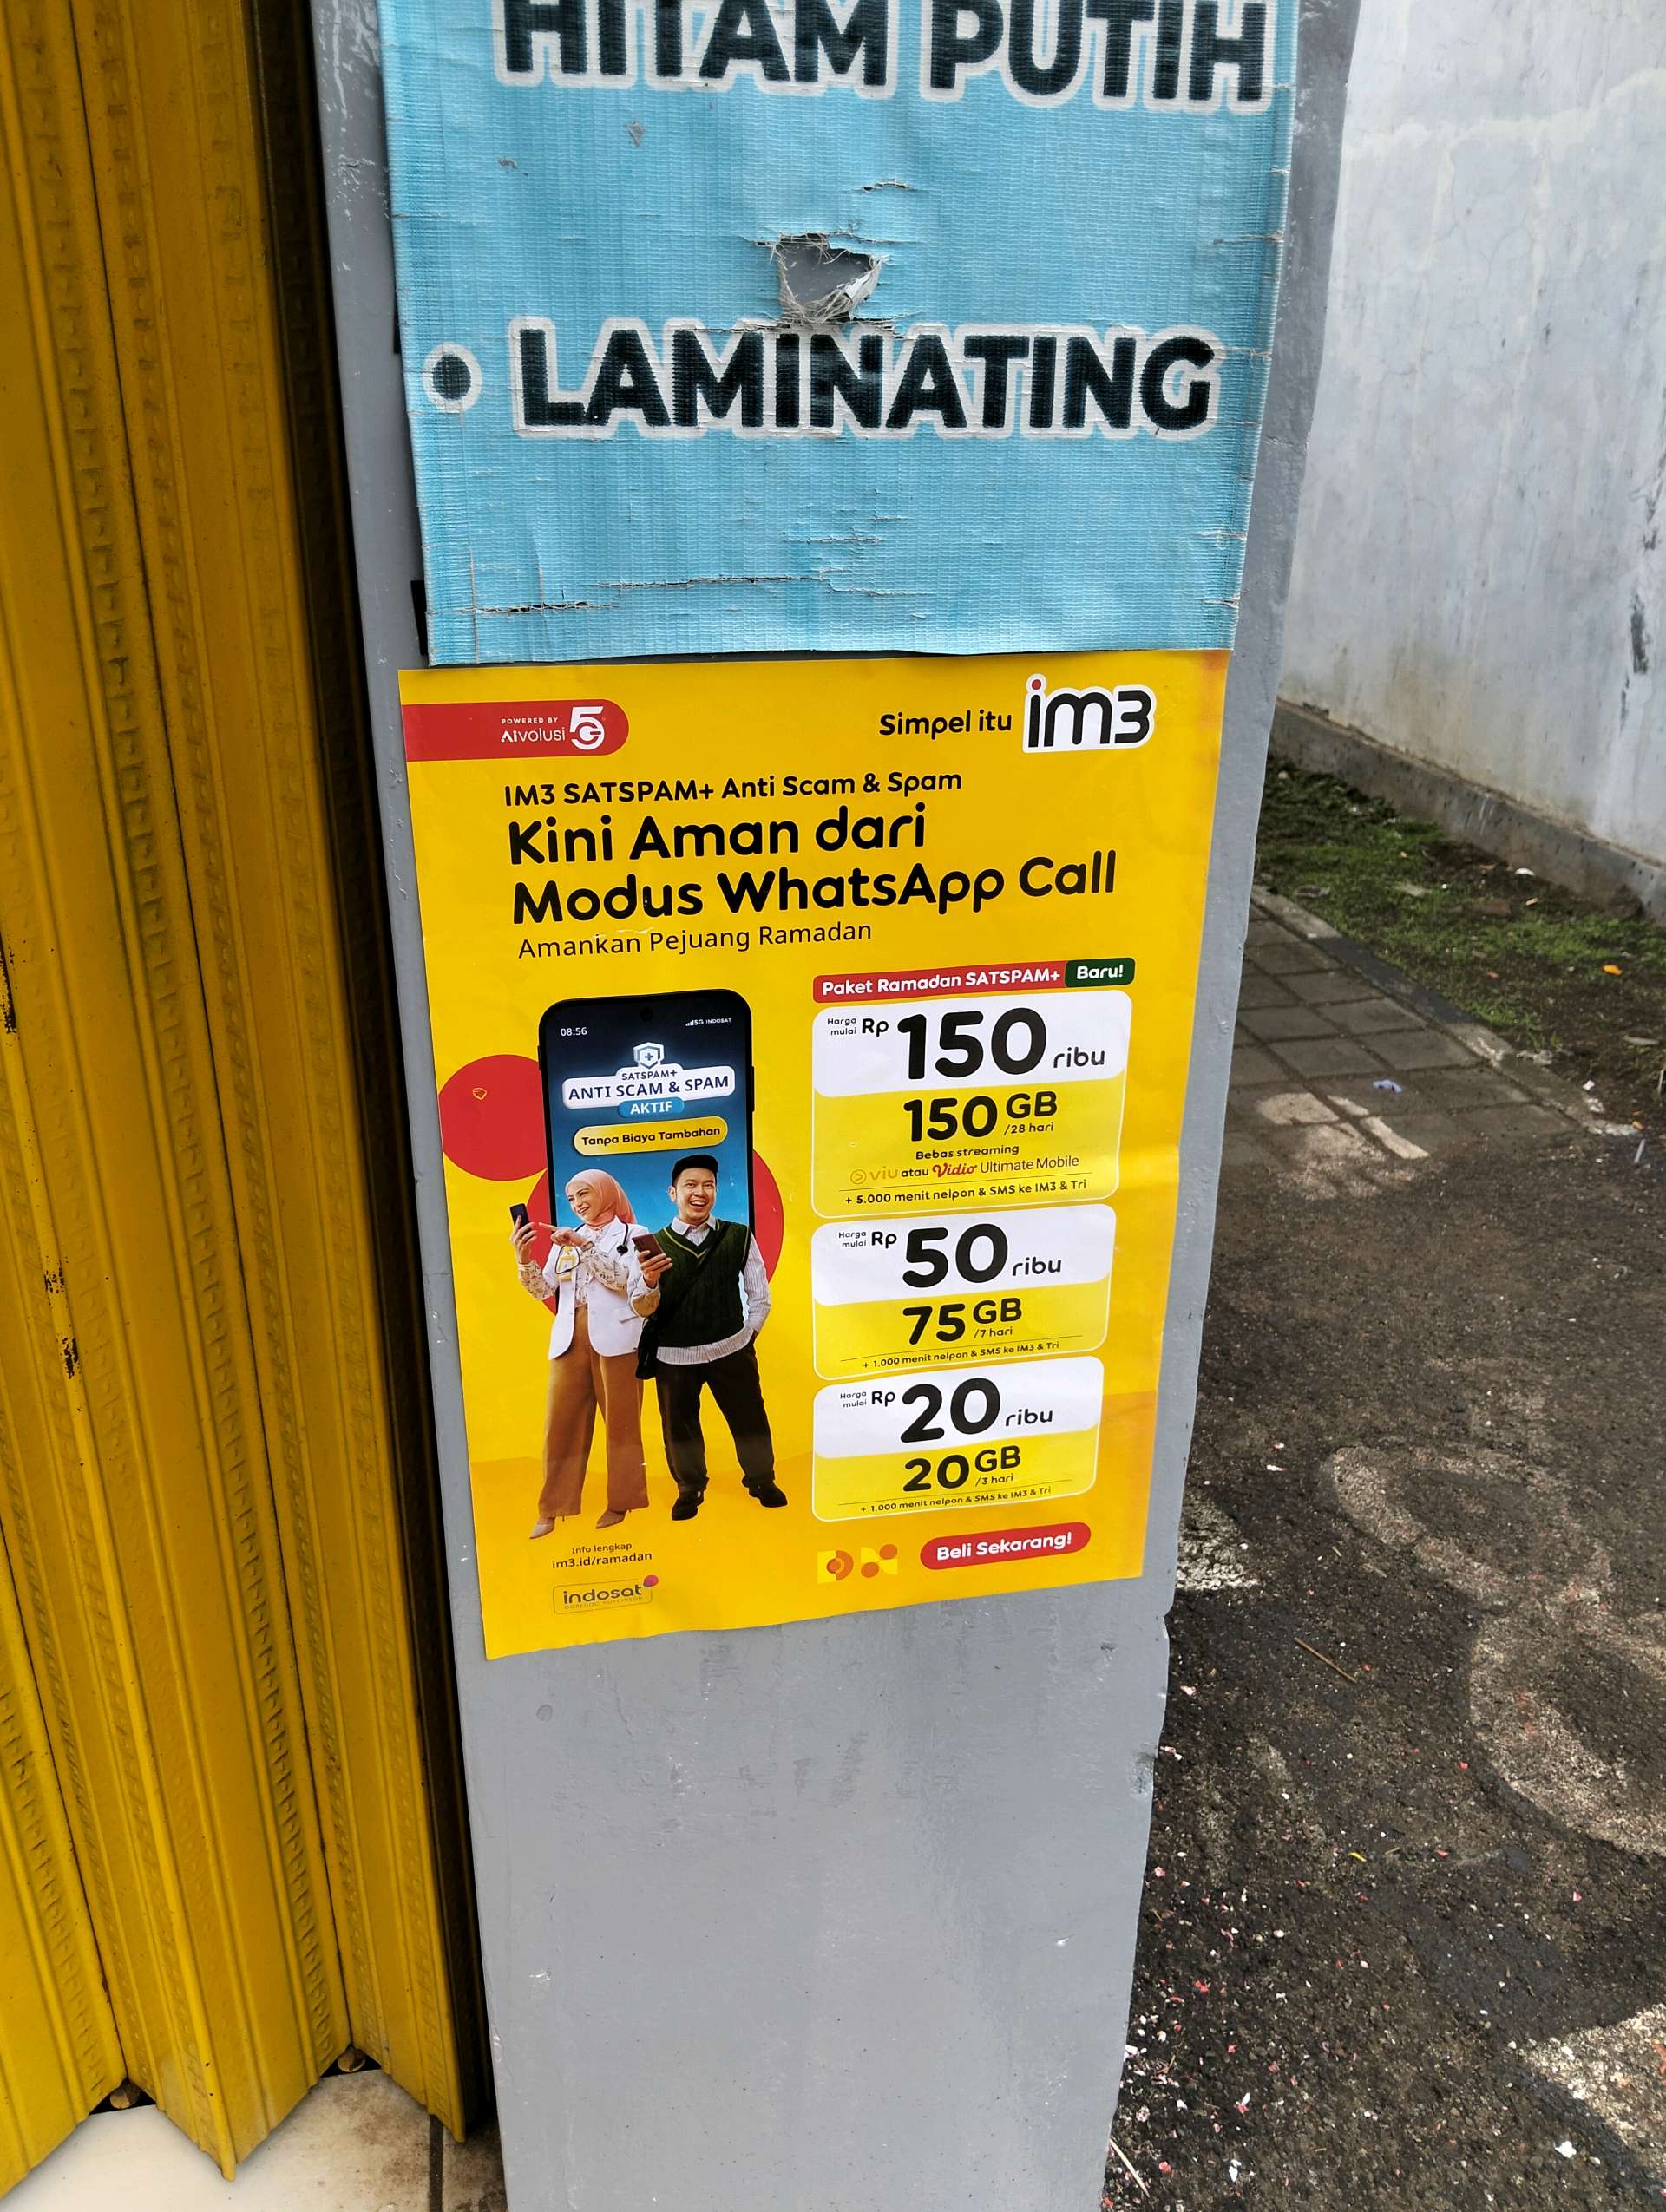 HITAM PUTIH
• LAMINATING
POWERED BY
AIvolusi 5G
Simpel itu im3
IM3 SATSPAM+ Anti Scam & Spam
Kini Aman dari
Modus WhatsApp Call
Amankan Pejuang Ramadan
Paket Ramadan SATSPAM+ Baru!
08:56
5G INDOSAT
SATSPAM+
ANTI SCAM & SPAM
AKTIF
Tanpa Biaya Tambahan
Harga mulai Rp 150 ribu
150 GB /28 hari
Bebas streaming
viu atau Vidio Ultimate Mobile
+ 5.000 menit nelpon & SMS ke IM3 & Tri
Harga mulai Rp 50 ribu
75 GB /7 hari
+ 1.000 menit nelpon & SMS ke IM3 & Tri
Harga mulai Rp 20 ribu
20 GB /3 hari
+ 1.000 menit nelpon & SMS ke IM3 & Tri
Info lengkap
im3.id/ramadan
indosat
OOREDOO HUTCHISON
Beli Sekarang!